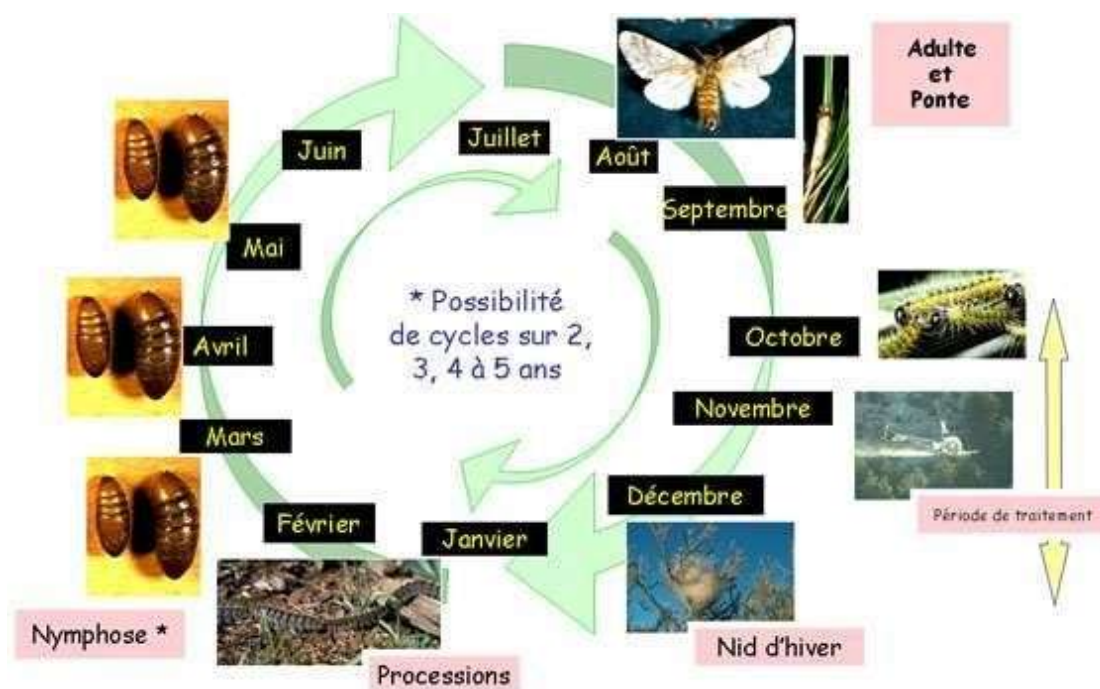 Adulte
et
Ponte
Juillet
Août
Septembre
Octobre
Novembre
Période de traitement
Décembre
Nid d'hiver
Janvier
Processions
Février
Nymphose *
Mars
Avril
Mai
Juin
* Possibilité
de cycles sur 2,
3, 4 à 5 ans